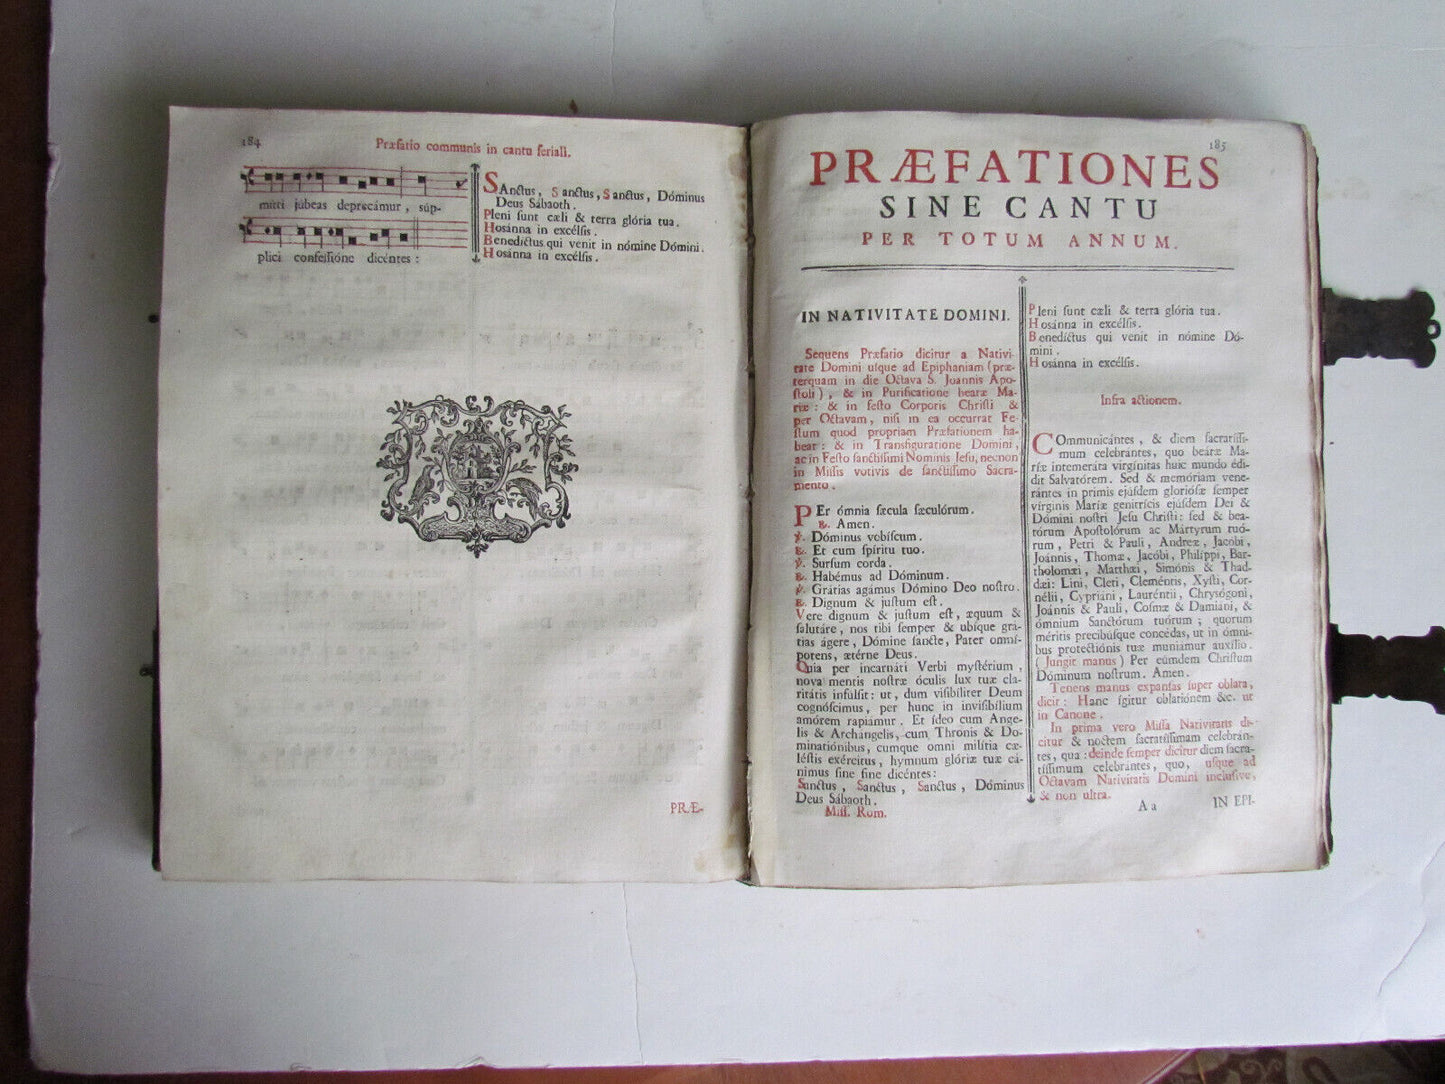 184
Præfatio communis in cantu feriali.
mitti júbeas deprecámur, súp-
plici confessióne dicéntes:
SAnctus, Sanctus, Sanctus, Dóminus
Deus Sábaoth.
Pleni sunt cæli & terra glória tua.
Hosánna in excélsis.
Benedíctus qui venit in nómine Dómini.
Hosánna in excélsis.
PRÆ-
185
PRÆFATIONES
SINE CANTU
PER TOTUM ANNUM.
IN NATIVITATE DOMINI.
Sequens Præfatio dicitur a Nativi-
tate Domini usque ad Epiphaniam (præ-
terquam in die Octava S. Joannis Apo-
stoli), & in Purificatione beatæ Ma-
riæ: & in festo Corporis Christi &
per Octavam, nisi in ea occurrat Fe-
stum quod propriam Præfationem ha-
beat: & in Transfiguratione Domini,
ac in Festo sanctissimi Nominis Jesu, necnon
in Missis votivis de sanctissimo Sacra-
mento.
PEr ómnia sæcula sæculórum.
℟. Amen.
℣. Dóminus vobíscum.
℟. Et cum spíritu tuo.
℣. Sursum corda.
℟. Habémus ad Dóminum.
℣. Grátias agámus Dómino Deo nostro.
℟. Dignum & justum est.
Vere dignum & justum est, æquum &
salutáre, nos tibi semper & ubíque grá-
tias ágere, Dómine sancte, Pater omní-
potens, ætérne Deus.
Quia per incarnáti Verbi mystérium,
nova mentis nostræ óculis lux tuæ cla-
ritátis infúlsit: ut, dum visibíliter Deum
cognóscimus, per hunc in invisibílium
amórem rapiámur. Et ídeo cum Ange-
lis & Archángelis, cum Thronis & Do-
minatiónibus, cumque omni milítia cæ-
léstis exércitus, hymnum glóriæ tuæ cá-
nimus sine fine dicéntes:
Sanctus, Sanctus, Sanctus, Dóminus
Deus Sábaoth.
Miss. Rom.
Pleni sunt cæli & terra glória tua.
Hosánna in excélsis.
Benedíctus qui venit in nómine Dó-
mini.
Hosánna in excélsis.
Infra actionem.
COmmunicántes, & diem sacratíssi-
mum celebrántes, quo beátæ Ma-
ríæ intemeráta virgínitas huic mundo édi-
dit Salvatórem. Sed & memóriam vene-
rántes in primis ejúsdem gloriósæ semper
vírginis Maríæ genitrícis ejúsdem Dei &
Dómini nostri Jesu Christi: sed & bea-
tórum Apostolórum ac Mártyrum tuó-
rum, Petri & Pauli, Andréæ, Jacóbi,
Joánnis, Thomæ, Jacóbi, Philíppi, Bar-
tholomæi, Matthæi, Simónis & Thad-
dæi: Lini, Cleti, Cleméntis, Xysti, Cor-
nélii, Cypriáni, Lauréntii, Chrysógoni,
Joánnis & Pauli, Cosmæ & Damiáni, &
ómnium Sanctórum tuórum; quorum
méritis precibúsque concédas, ut in ómni-
bus protectiónis tuæ muniámur auxílio.
(Jungit manus) Per eúmdem Christum
Dóminum nostrum. Amen.
Tenens manus expansas super oblata,
dicit: Hanc ígitur oblatiónem &c. ut
in Canone.
In prima vero Missa Nativitatis di-
citur & noctem sacratíssimam celebrán-
tes, qua: deinde semper dicitur diem sacra-
tíssimum celebrántes, quo, usque ad
Octavam Nativitatis Domini inclusive,
& non ultra.
A a
IN EPI-